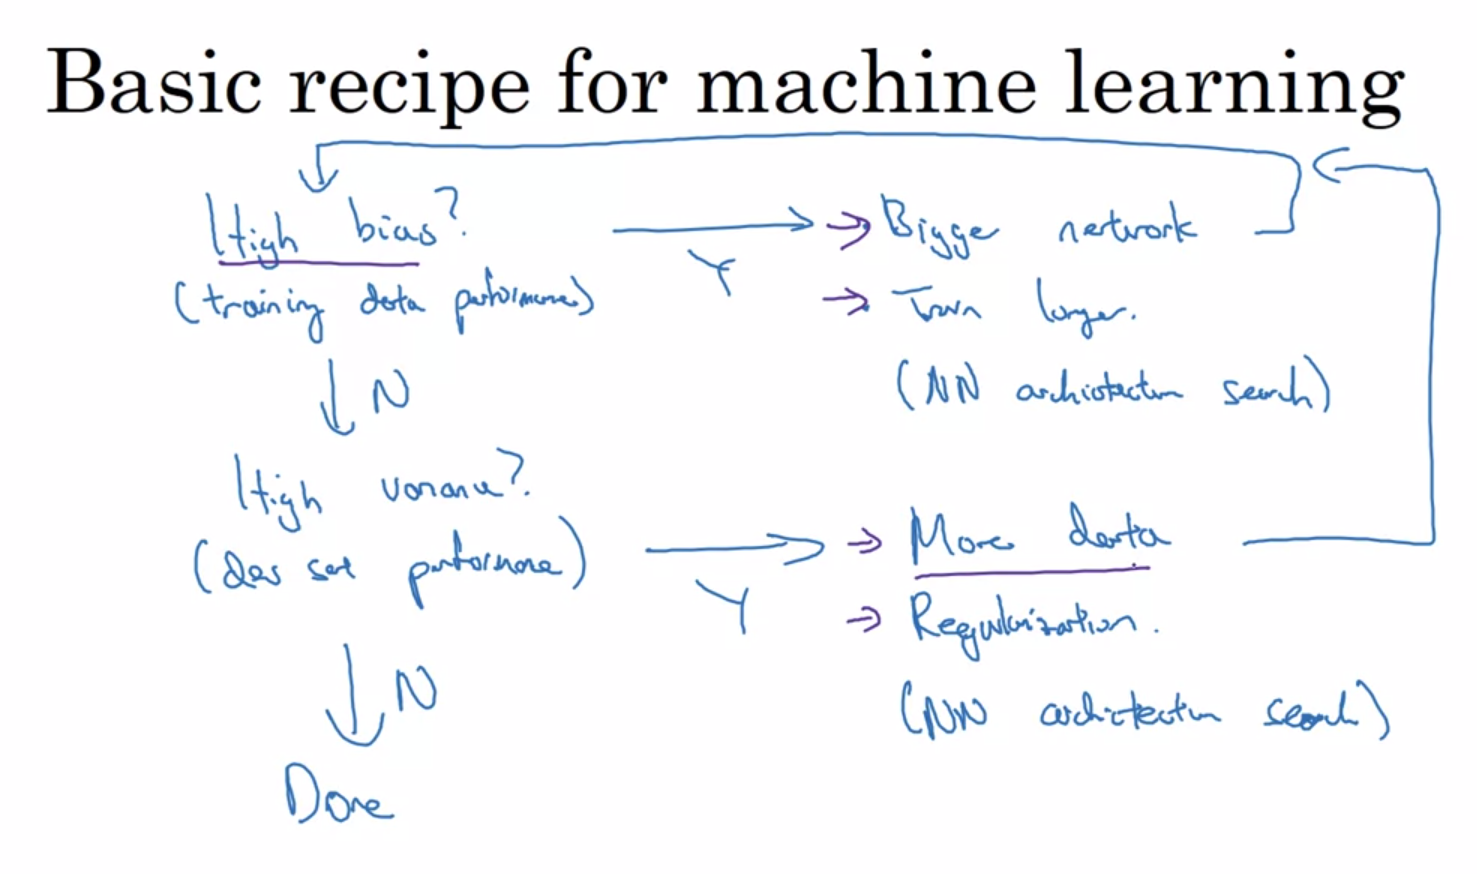 Basic recipe for machine learning
High bias? → Y → Bigger network
(training data performance) → Train longer.
↓ N (NN architecture search)
High variance?
(dev set performance) → Y → More data
→ Regularization.
↓ N (NN architecture search)
Done